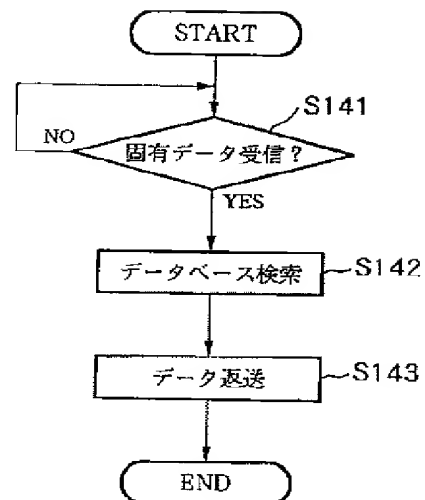 START
S141
NO
固有データ受信？
YES
データベース検索
S142
データ返送
S143
END